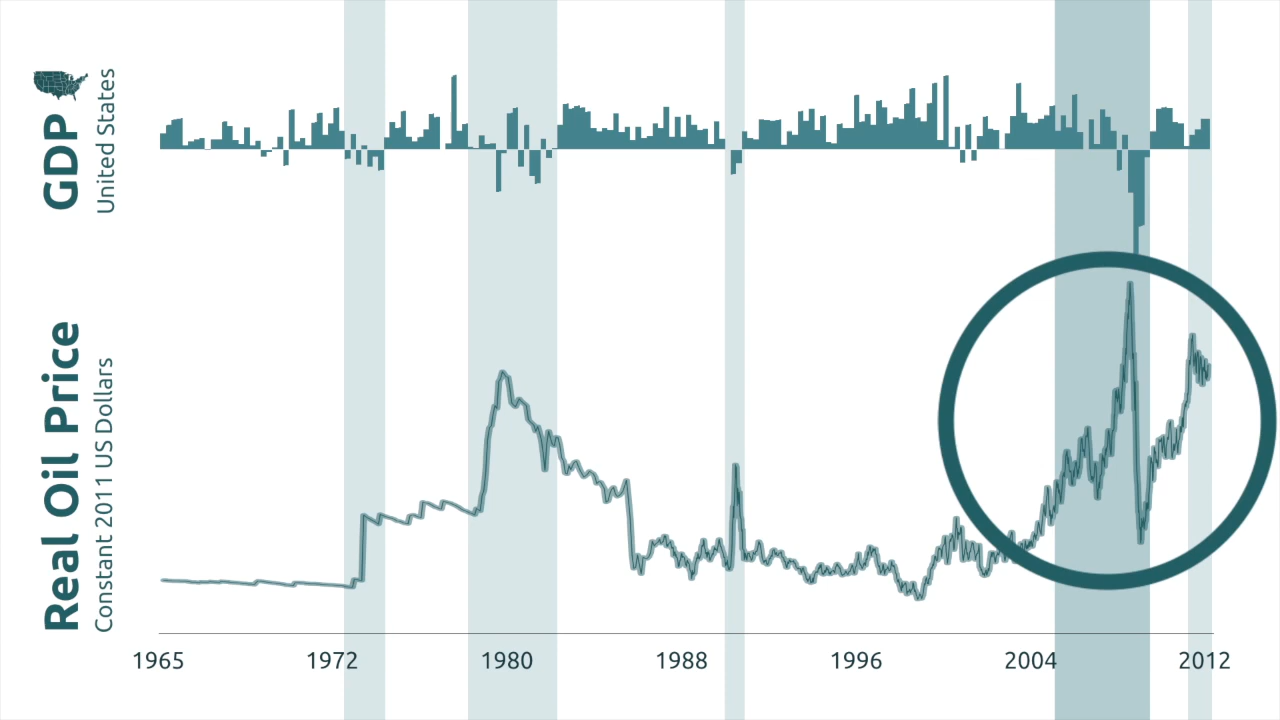 GDP
United States
Real Oil Price
Constant 2011 US Dollars
1965 1972 1980 1988 1996 2004 2012